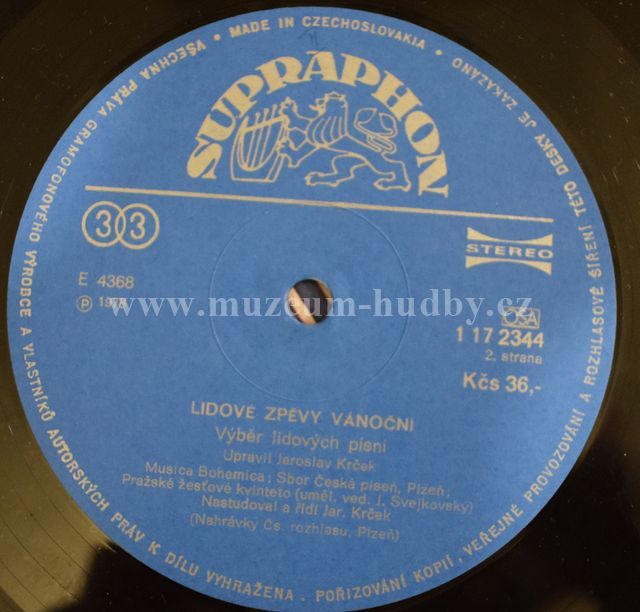 VŠECHNA PRÁVA GRAMOFONOVÉHO VÝROBCE A VLASTNÍKŮ AUTORSKÝCH PRÁV K DÍLU VYHRAŽENA. · POŘIZOVÁNÍ KOPIÍ, VEŘEJNÉ PROVOZOVÁNÍ A ROZHLASOVÉ ŠÍŘENÍ TÉTO DESKY JE ZAKÁZÁNO · MADE IN CZECHOSLOVAKIA ·
SUPRAPHON
33
STEREO
E 4368
OSA
www.muzeum-hudby.cz
1 17 2344
2. strana
Kčs 36,-
LIDOVÉ ZPĚVY VÁNOČNÍ
Výběr lidových písní
Upravil Jaroslav Krček
Musica Bohemica, Sbor Česká píseň, Plzeň,
Pražské žesťové kvinteto (uměl. ved. J. Svejkovský)
Nastudoval a řídí Jar. Krček
(Nahrávky Čs. rozhlasu, Plzeň)